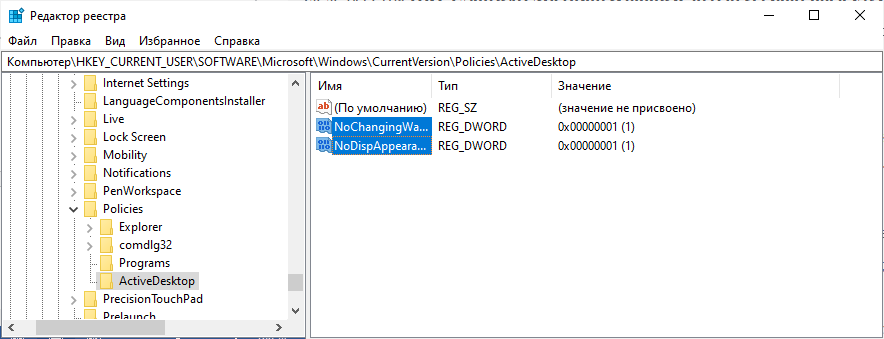 Редактор реестра
Файл Правка Вид Избранное Справка
Компьютер\HKEY_CURRENT_USER\SOFTWARE\Microsoft\Windows\CurrentVersion\Policies\ActiveDesktop
Internet Settings
LanguageComponentsInstaller
Live
Lock Screen
Mobility
Notifications
PenWorkspace
Policies
Explorer
comdlg32
Programs
ActiveDesktop
PrecisionTouchPad
Prelaunch
Имя Тип Значение
(По умолчанию) REG_SZ (значение не присвоено)
NoChangingWa... REG_DWORD 0x00000001 (1)
NoDispAppeara... REG_DWORD 0x00000001 (1)